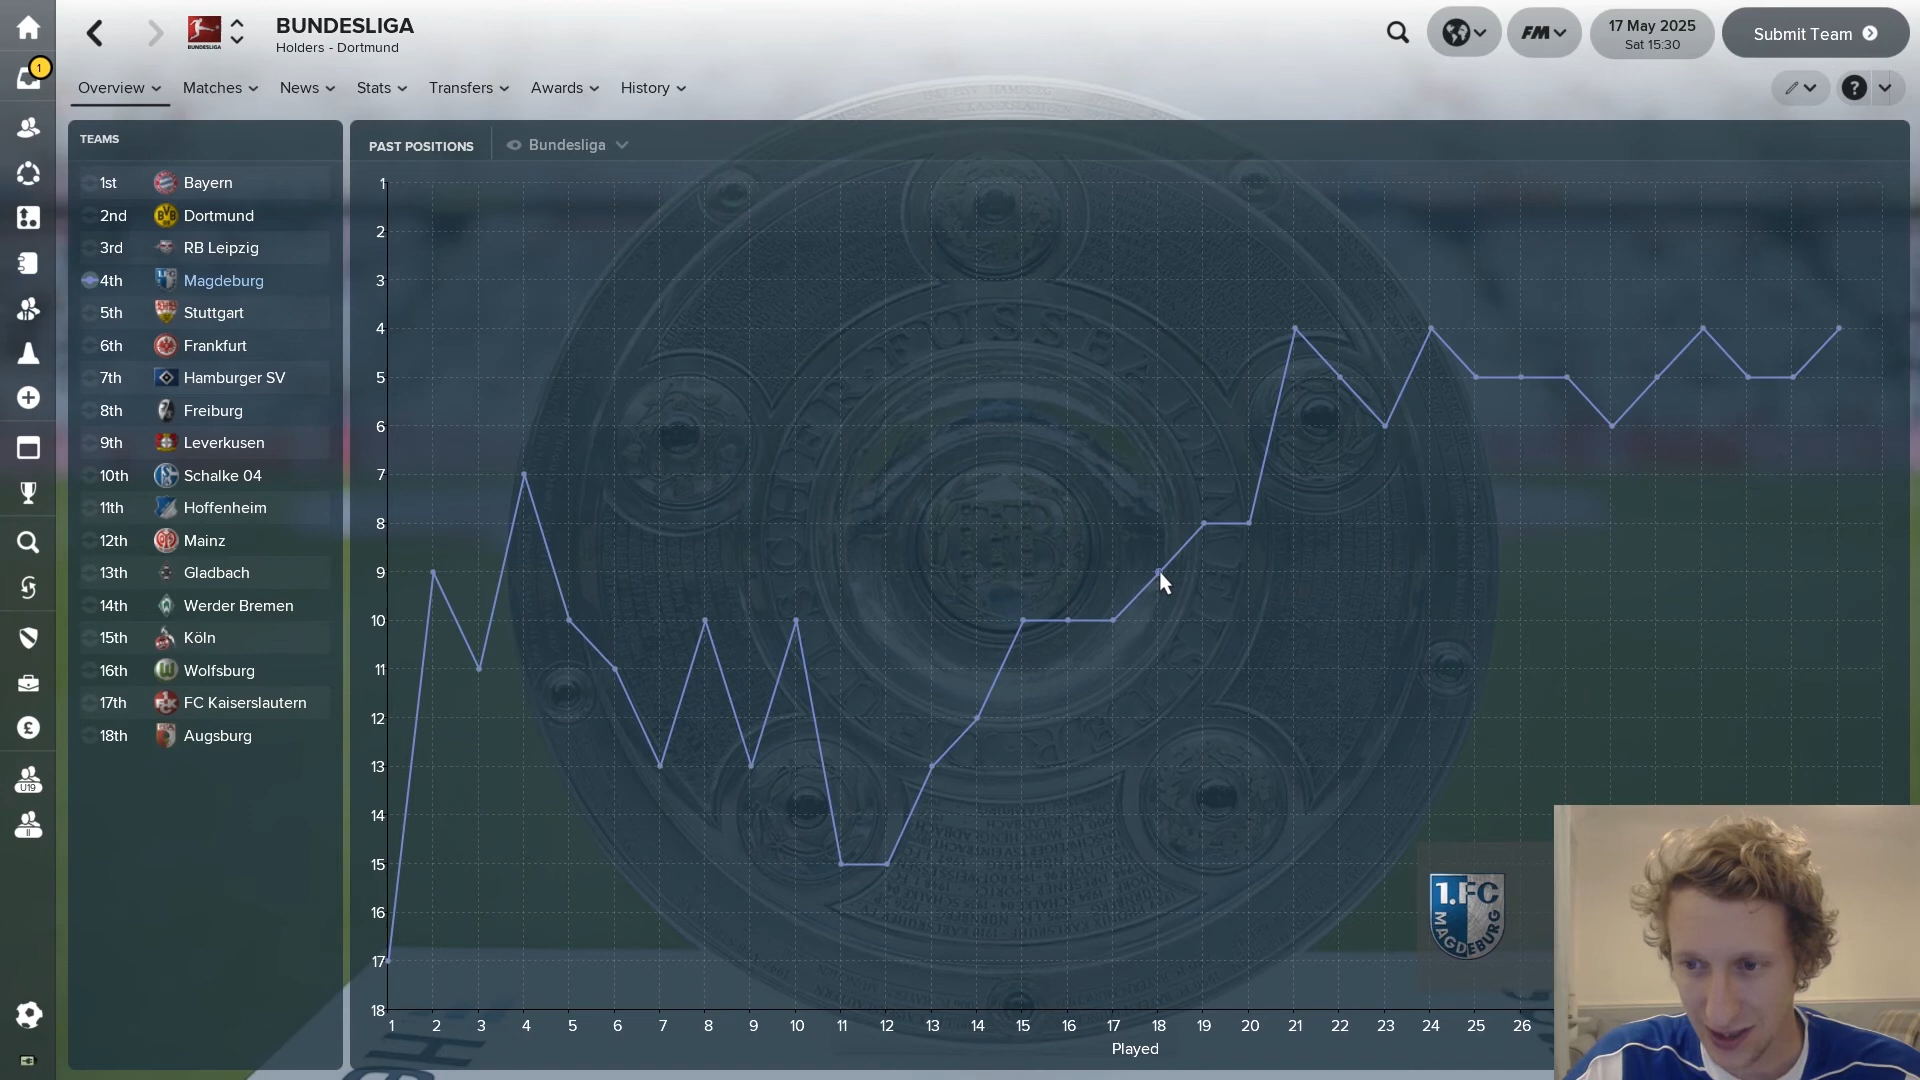 BUNDESLIGA
Holders - Dortmund
1
FM
17 May 2025
Sat 15:30
Submit Team
Overview
Matches
News
Stats
Transfers
Awards
History
?
TEAMS
1st Bayern
2nd Dortmund
3rd RB Leipzig
4th Magdeburg
5th Stuttgart
6th Frankfurt
7th Hamburger SV
8th Freiburg
9th Leverkusen
10th Schalke 04
11th Hoffenheim
12th Mainz
13th Gladbach
14th Werder Bremen
15th Köln
16th Wolfsburg
17th FC Kaiserslautern
18th Augsburg
PAST POSITIONS
Bundesliga
1
2
3
4
5
6
7
8
9
10
11
12
13
14
15
16
17
18
1 2 3 4 5 6 7 8 9 10 11 12 13 14 15 16 17 18 19 20 21 22 23 24 25 26
Played
1.FC
MAGDEBURG
U19
II
£